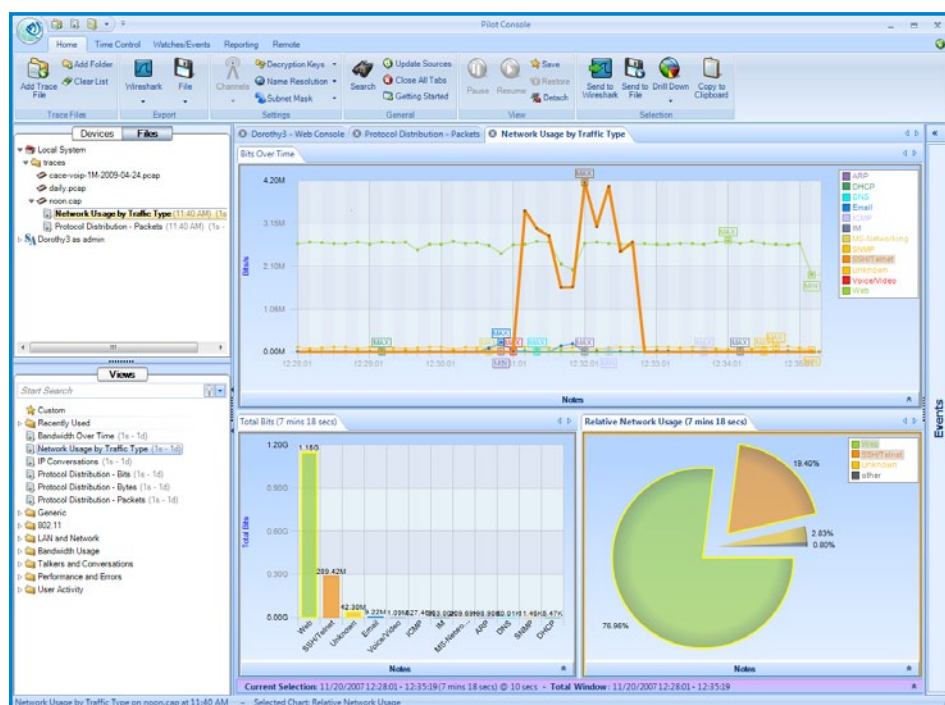 Pilot Console
Home Time Control Watches/Events Reporting Remote
Add Trace File
Add Folder
Clear List
Wireshark
File
Channels
Decryption Keys
Name Resolution
Subnet Mask
Search
Update Sources
Close All Tabs
Getting Started
Pause
Resume
Save
Restore
Detach
Send to Wireshark
Send to File
Drill Down
Copy to Clipboard
Trace Files Export Settings General View Selection
Devices Files
Local System
traces
cace-voip-1M-2009-04-24.pcap
daily.pcap
noon.cap
Network Usage by Traffic Type (11:40 AM) (1s
Protocol Distribution - Packets (11:40 AM) (1s -
Dorothy3 as admin
Views
Start Search
Custom
Recently Used
Bandwidth Over Time (1s - 1d)
Network Usage by Traffic Type (1s - 1d)
IP Conversations (1s - 1d)
Protocol Distribution - Bits (1s - 1d)
Protocol Distribution - Bytes (1s - 1d)
Protocol Distribution - Packets (1s - 1d)
Generic
802.11
LAN and Network
Bandwidth Usage
Talkers and Conversations
Performance and Errors
User Activity
Dorothy3 - Web Console Protocol Distribution - Packets Network Usage by Traffic Type
Bits Over Time
4.20M
3.15M
2.10M
1.05M
0.00M
Bits/s
MAX
MAX
MAX
MAX
MAX
MAX
MAX
MIN
MIN
12:28:01 12:29:01 12:30:01 12:32:01 12:33:01 12:34:01
ARP
DHCP
DNS
Email
ICMP
IM
MS-Networking
SNMP
SSH/Telnet
Unknown
Voice/Video
Web
Notes
Events
Total Bits (7 mins 18 secs)
1.20G
0.90G
0.60G
0.30G
0.00G
Total Bits
1.15G
289.42M
42.30M
9.22M
1.09M
Web
SSH/Telnet
Unknown
Email
Voice/Video
ICMP
IM
MS-Netwo...
ARP
DNS
SNMP
DHCP
Notes
Relative Network Usage (7 mins 18 secs)
Web
SSH/Telnet
Unknown
other
19.40%
2.83%
0.80%
76.96%
Notes
Current Selection: 11/20/2007 12:28:01 - 12:35:19 (7 mins 18 secs) @ 10 secs - Total Window: 11/20/2007 12:28:01 - 12:35:19
Network Usage by Traffic Type on noon.cap at 11:40 AM - Selected Chart: Relative Network Usage